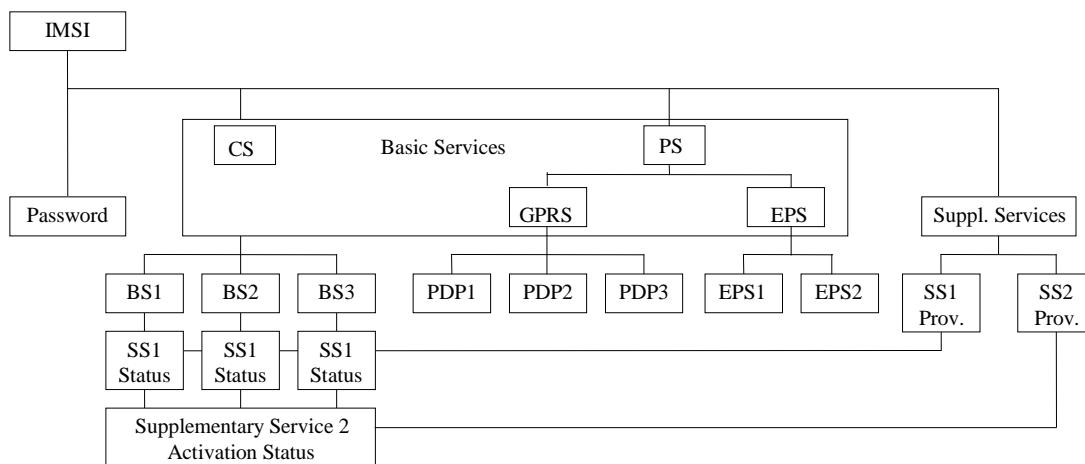 IMSI
CS
Basic Services
PS
Password
GPRS
EPS
Suppl. Services
BS1
BS2
BS3
PDP1
PDP2
PDP3
EPS1
EPS2
SS1
Prov.
SS2
Prov.
SS1
Status
SS1
Status
SS1
Status
Supplementary Service 2
Activation Status